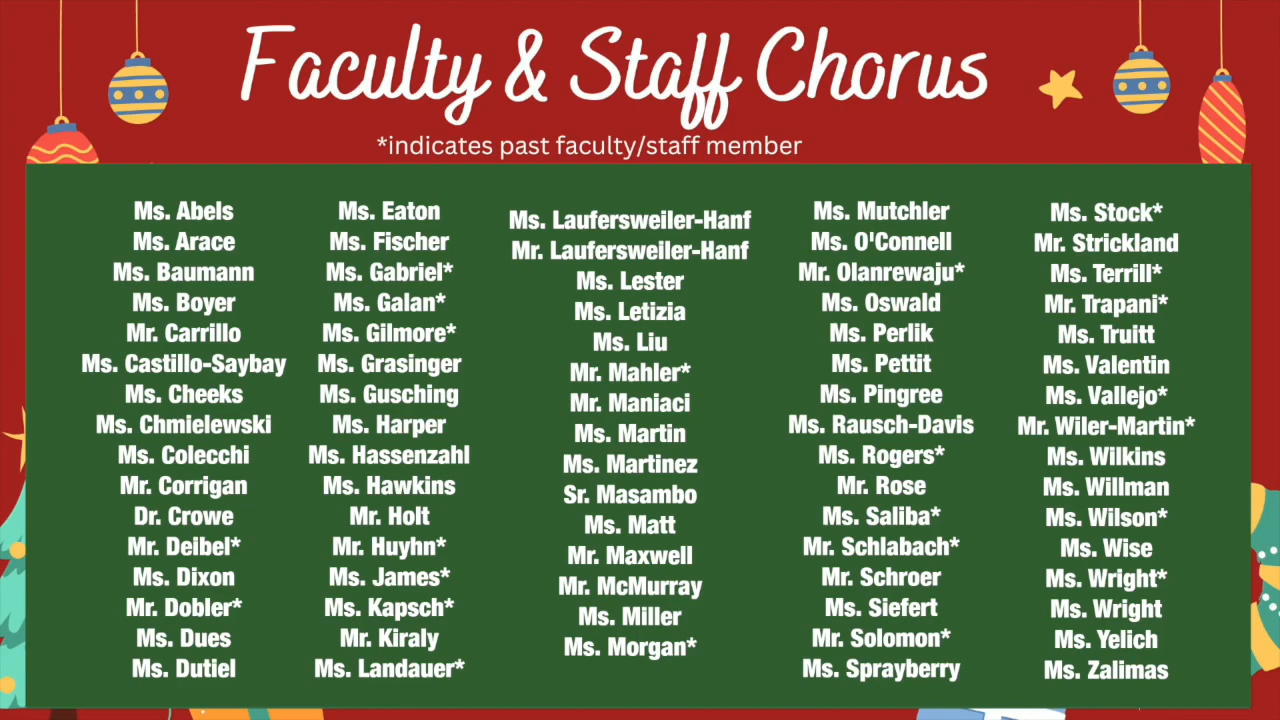 Faculty & Staff Chorus
*indicates past faculty/staff member
Ms. Abels
Ms. Arace
Ms. Baumann
Ms. Boyer
Mr. Carrillo
Ms. Castillo-Saybay
Ms. Cheeks
Ms. Chmielewski
Ms. Colecchi
Mr. Corrigan
Dr. Crowe
Mr. Deibel*
Ms. Dixon
Mr. Dobler*
Ms. Dues
Ms. Dutiel
Ms. Eaton
Ms. Fischer
Ms. Gabriel*
Ms. Galan*
Ms. Gilmore*
Ms. Grasinger
Ms. Gusching
Ms. Harper
Ms. Hassenzahl
Ms. Hawkins
Mr. Holt
Mr. Huyhn*
Ms. James*
Ms. Kapsch*
Mr. Kiraly
Ms. Landauer*
Ms. Laufersweiler-Hanf
Mr. Laufersweiler-Hanf
Ms. Lester
Ms. Letizia
Ms. Liu
Mr. Mahler*
Mr. Maniaci
Ms. Martin
Ms. Martinez
Sr. Masambo
Ms. Matt
Mr. Maxwell
Mr. McMurray
Ms. Miller
Ms. Morgan*
Ms. Mutchler
Ms. O'Connell
Mr. Olanrewaju*
Ms. Oswald
Ms. Perlik
Ms. Pettit
Ms. Pingree
Ms. Rausch-Davis
Ms. Rogers*
Mr. Rose
Ms. Saliba*
Mr. Schlabach*
Mr. Schroer
Ms. Siefert
Mr. Solomon*
Ms. Sprayberry
Ms. Stock*
Mr. Strickland
Ms. Terrill*
Mr. Trapani*
Ms. Truitt
Ms. Valentin
Ms. Vallejo*
Mr. Wiler-Martin*
Ms. Wilkins
Ms. Willman
Ms. Wilson*
Ms. Wise
Ms. Wright*
Ms. Wright
Ms. Yelich
Ms. Zalimas